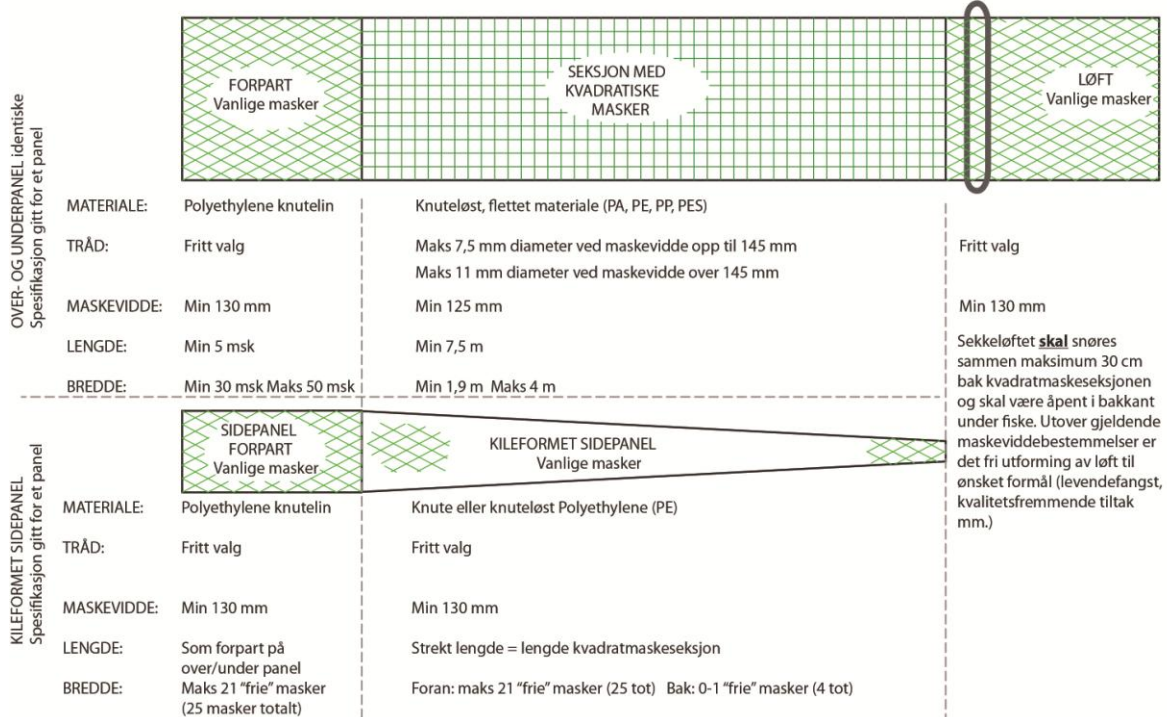 FORPART
Vanlige masker
SEKSJON MED
KVADRATISKE
MASKER
LØFT
Vanlige masker
OVER- OG UNDERPANEL identiske
Spesifikasjon gitt for et panel
MATERIALE: Polyethylene knutelin Knuteløst, flettet materiale (PA, PE, PP, PES)
TRÅD: Fritt valg Maks 7,5 mm diameter ved maskevidde opp til 145 mm Fritt valg
Maks 11 mm diameter ved maskevidde over 145 mm
MASKEVIDDE: Min 130 mm Min 125 mm Min 130 mm
LENGDE: Min 5 msk Min 7,5 m
BREDDE: Min 30 msk Maks 50 msk Min 1,9 m Maks 4 m
Sekkeløftet skal snøres
sammen maksimum 30 cm
bak kvadratmaskeseksjonen
og skal være åpent i bakkant
under fiske. Utover gjeldende
maskeviddebestemmelser er
det fri utforming av løft til
ønsket formål (levendefangst,
kvalitetsfremmende tiltak
mm.)
SIDEPANEL
FORPART
Vanlige masker
KILEFORMET SIDEPANEL
Vanlige masker
KILEFORMET SIDEPANEL
Spesifikasjon gitt for et panel
MATERIALE: Polyethylene knutelin Knute eller knuteløst Polyethylene (PE)
TRÅD: Fritt valg Fritt valg
MASKEVIDDE: Min 130 mm Min 130 mm
LENGDE: Som forpart på Strekt lengde = lengde kvadratmaskeseksjon
over/under panel
BREDDE: Maks 21 "frie" masker Foran: maks 21 "frie" masker (25 tot) Bak: 0-1 "frie" masker (4 tot)
(25 masker totalt)